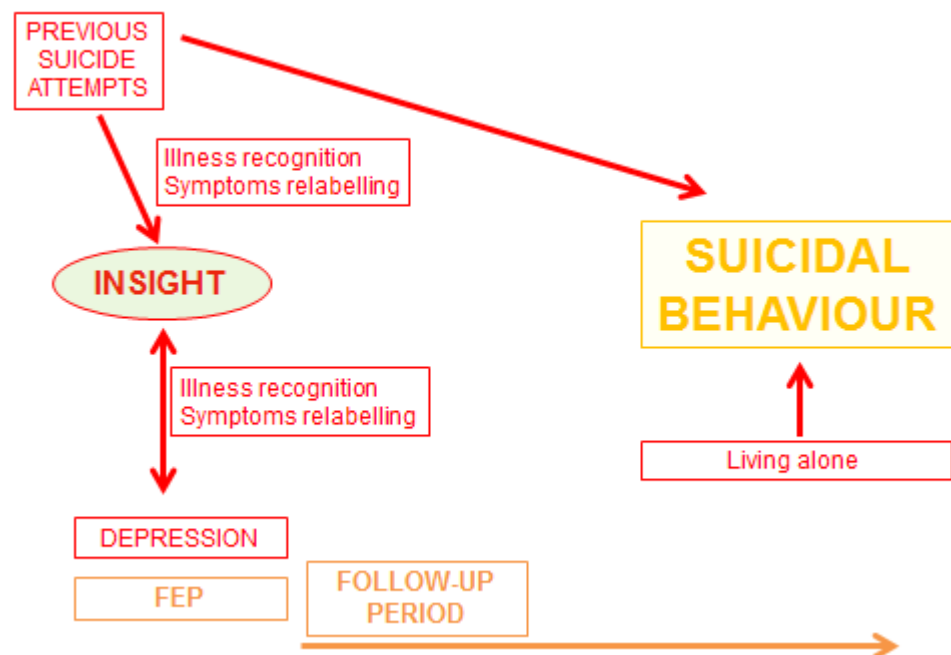 PREVIOUS
SUICIDE
ATTEMPTS
Illness recognition
Symptoms relabelling
INSIGHT
SUICIDAL
BEHAVIOUR
Illness recognition
Symptoms relabelling
Living alone
DEPRESSION
FEP
FOLLOW-UP
PERIOD